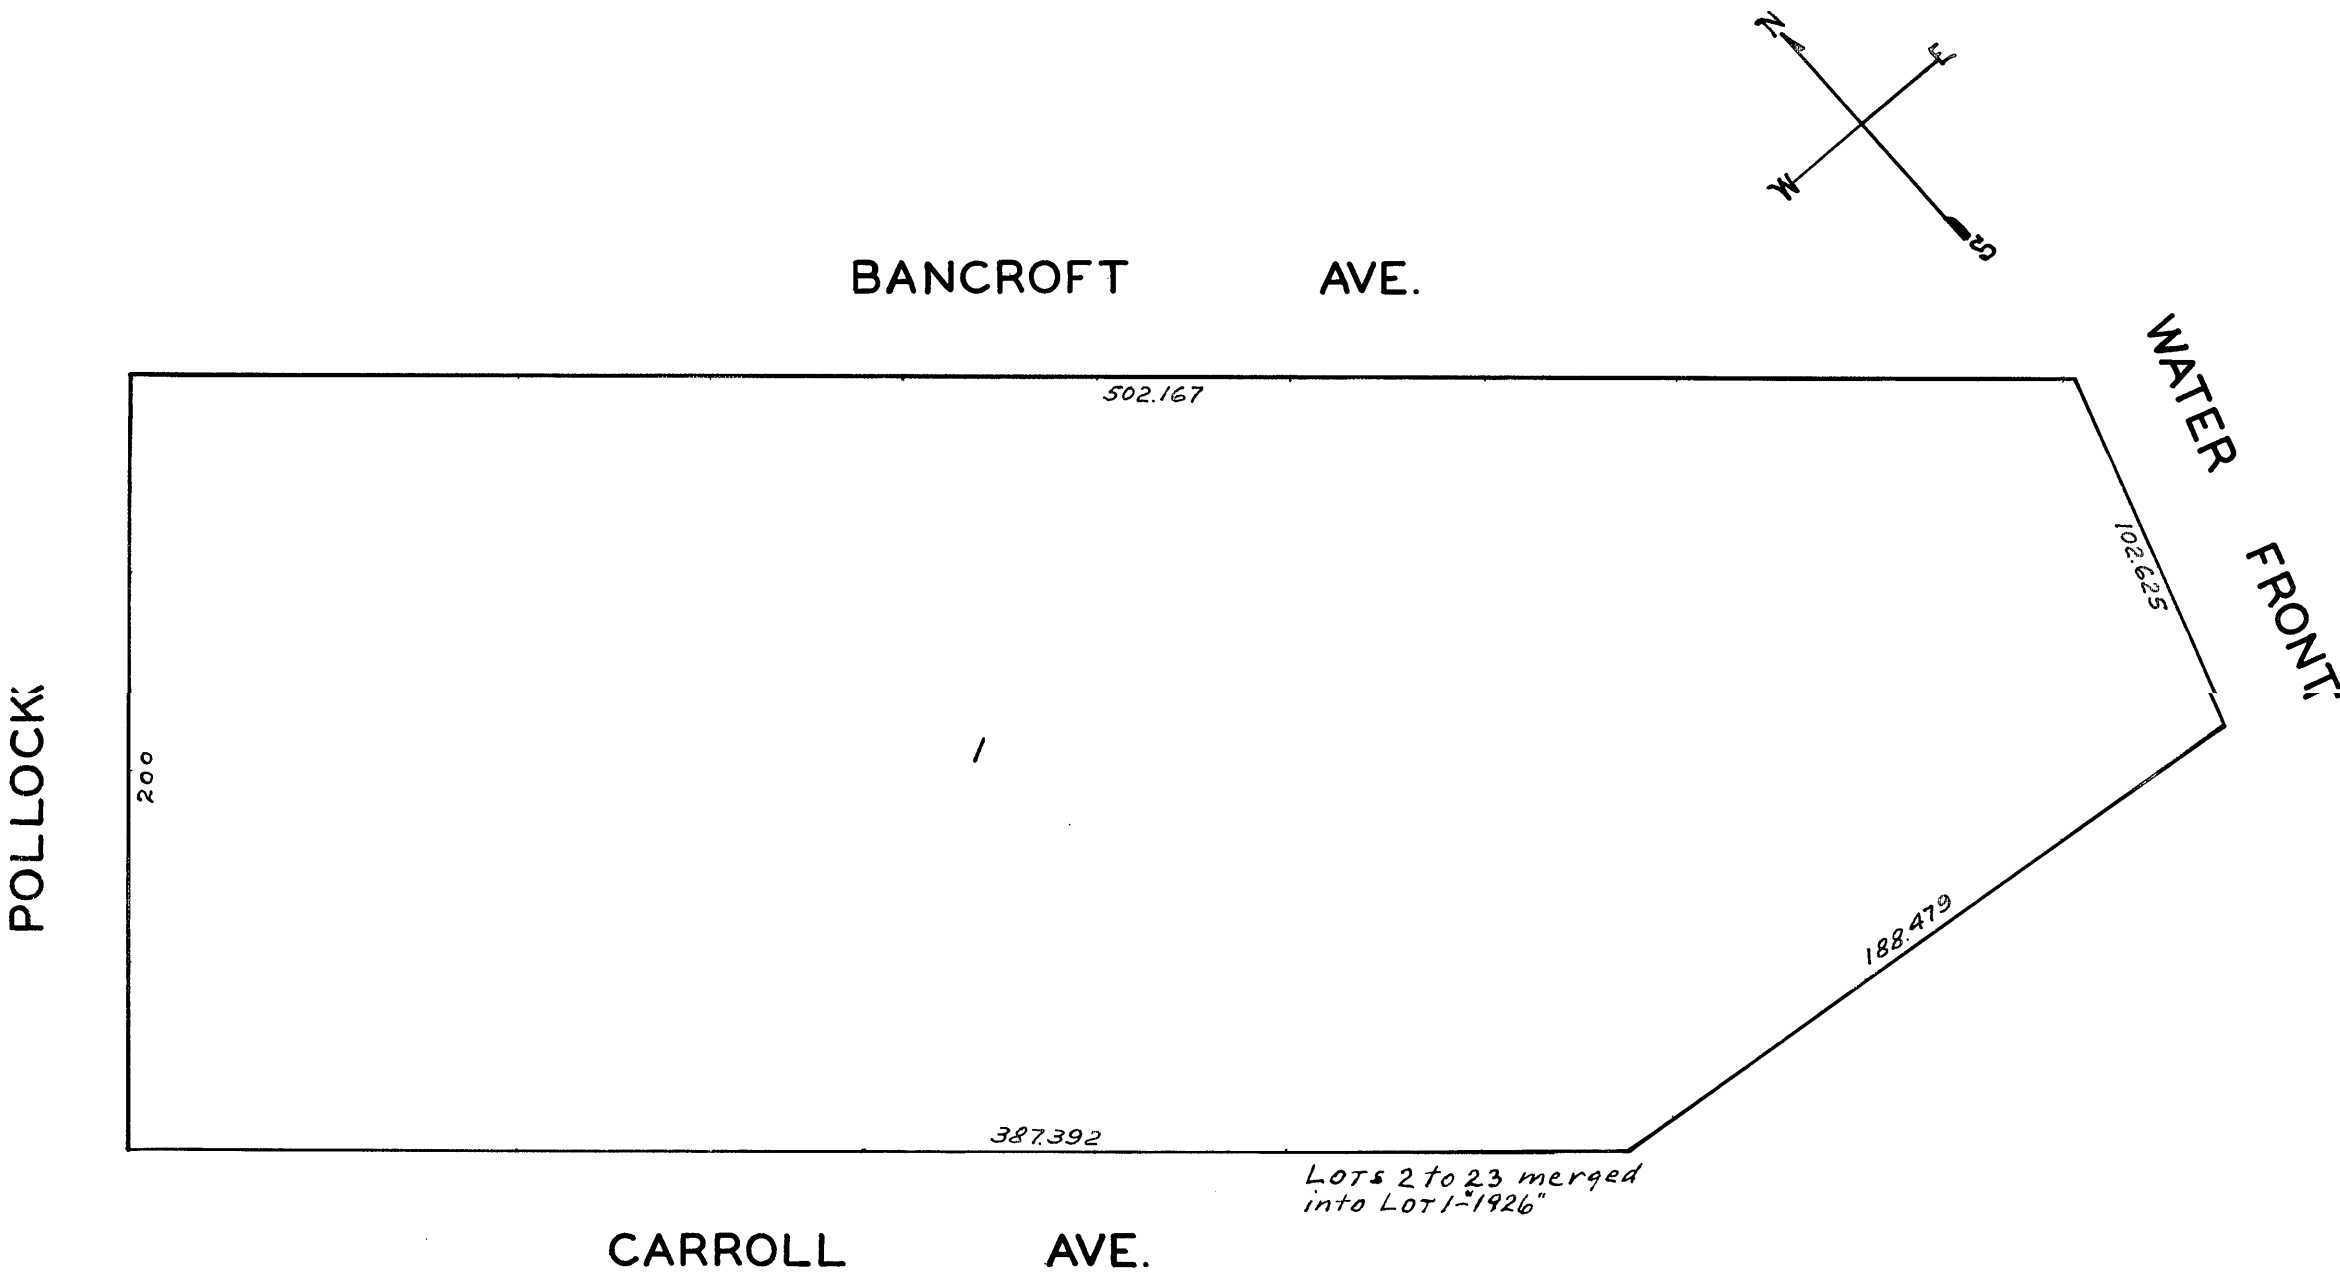 N
E
W
S
BANCROFT AVE.
WATER FRONT
502.167
102.625
POLLOCK
200
1
188.479
387.392
LOTS 2 to 23 merged
into LOT 1-"1926"
CARROLL AVE.